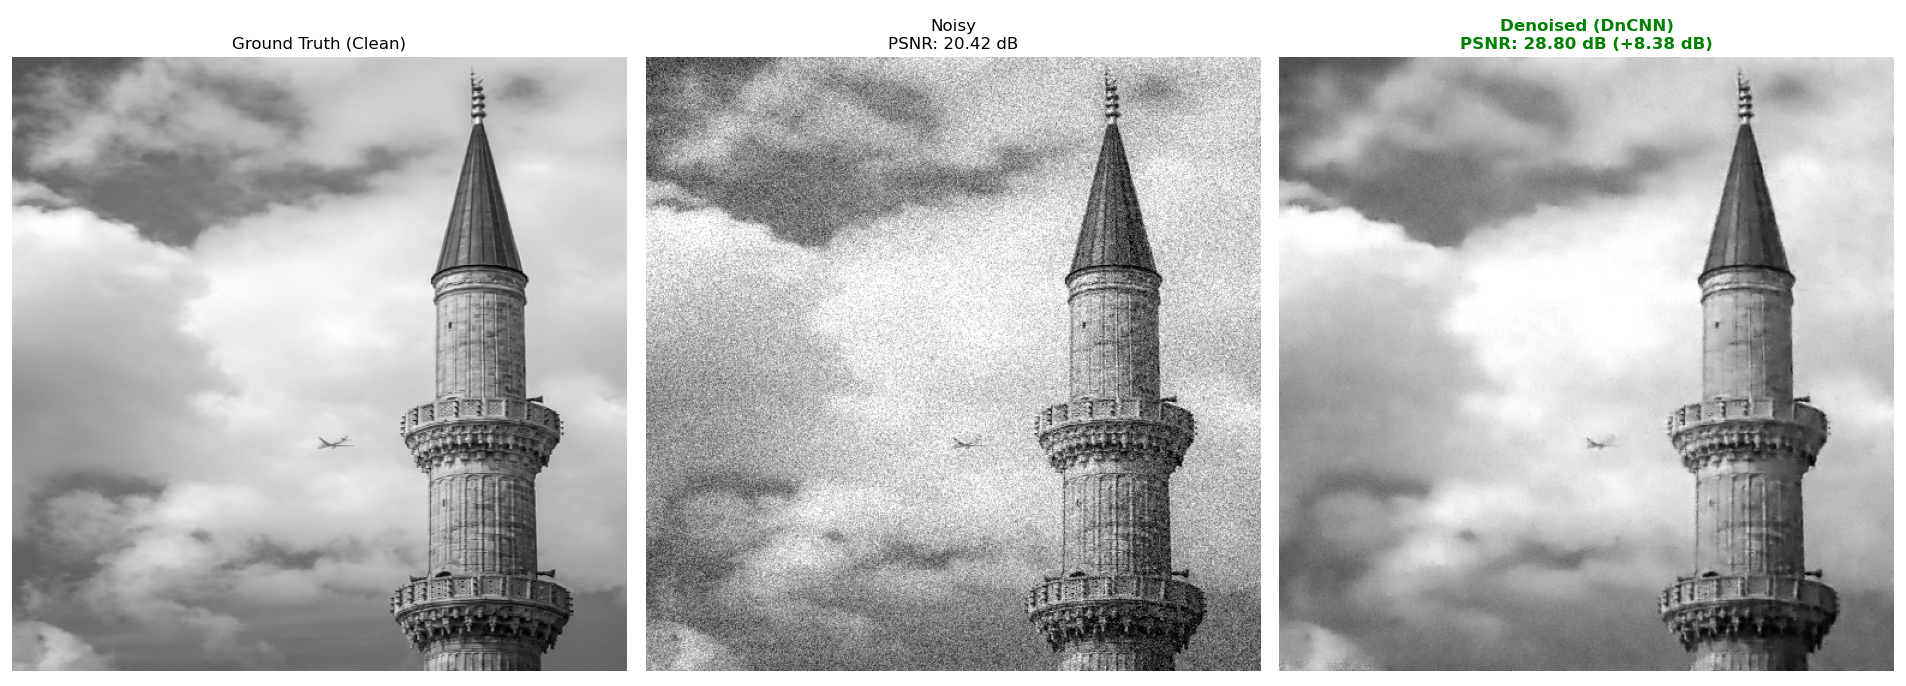 Ground Truth (Clean)
Noisy
PSNR: 20.42 dB
Denoised (DnCNN)
PSNR: 28.80 dB (+8.38 dB)